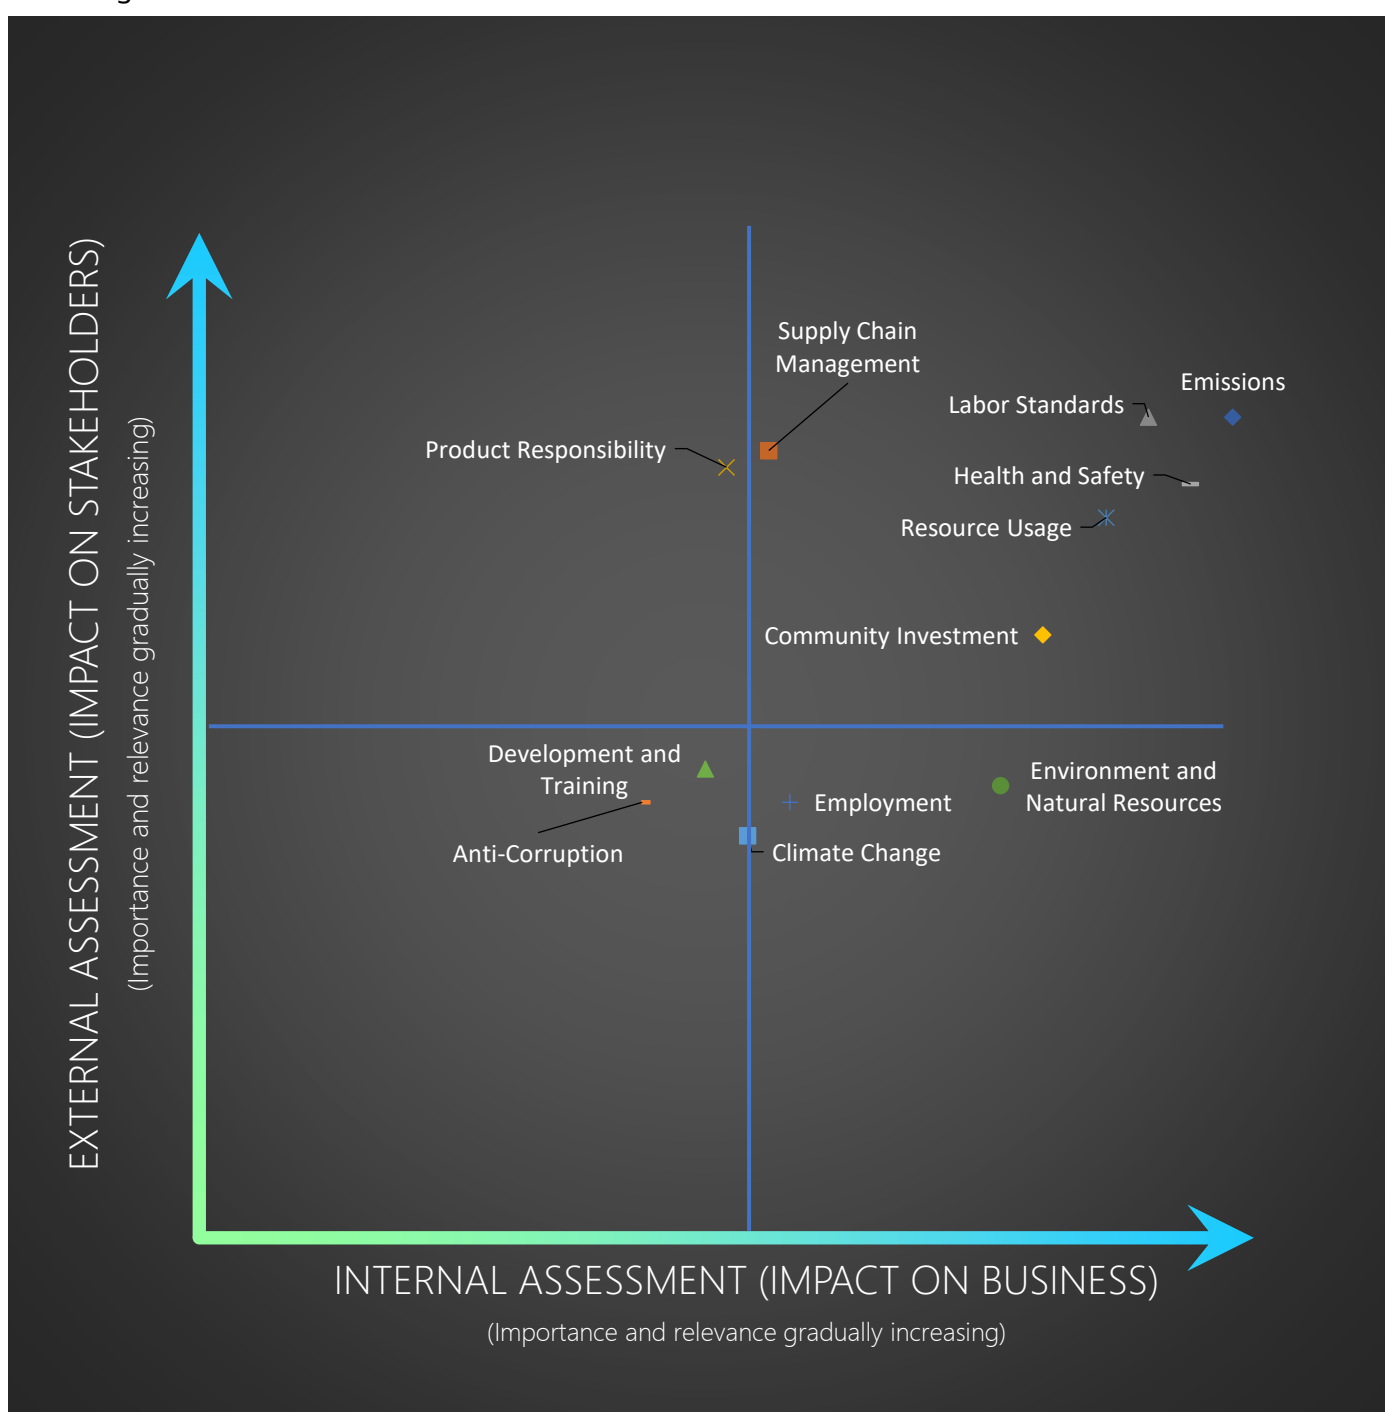 Supply Chain
Management
Emissions
Labor Standards
Product Responsibility
Health and Safety
Resource Usage
Community Investment
Development and
Training
Environment and
Natural Resources
Employment
Anti-Corruption
Climate Change
EXTERNAL ASSESSMENT (IMPACT ON STAKEHOLDERS)
(Importance and relevance gradually increasing)
INTERNAL ASSESSMENT (IMPACT ON BUSINESS)
(Importance and relevance gradually increasing)